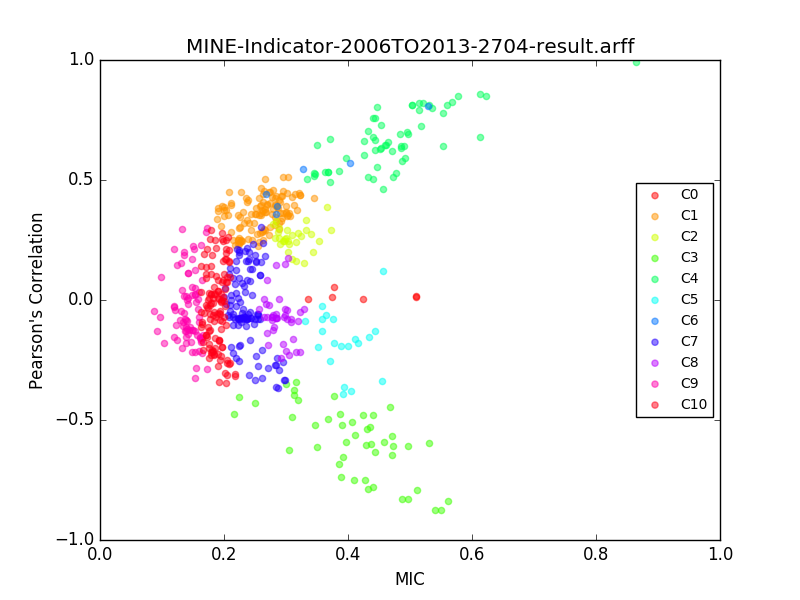 MINE-Indicator-2006TO2013-2704-result.arff
1.0
0.5
0.0
−0.5
−1.0
Pearson's Correlation
0.0
0.2
0.4
0.6
0.8
1.0
MIC
C0
C1
C2
C3
C4
C5
C6
C7
C8
C9
C10